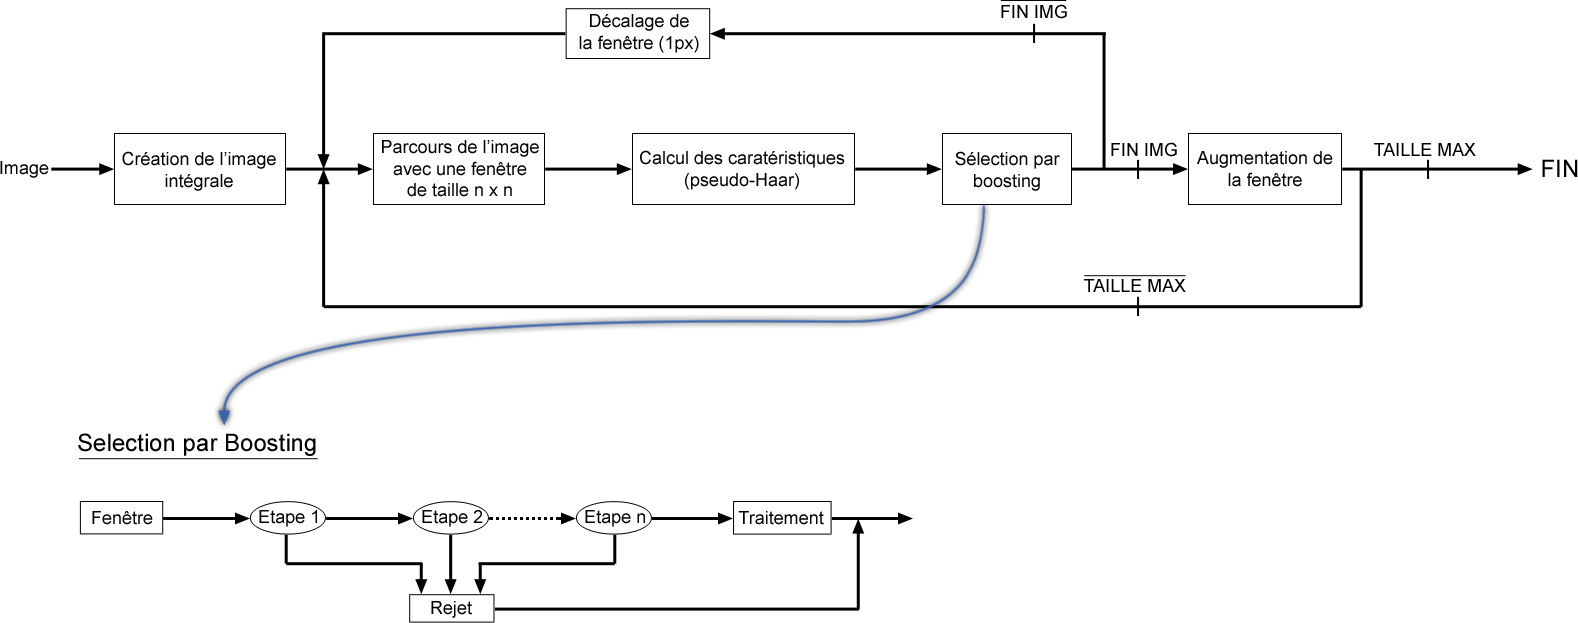 FIN IMG
Décalage de
la fenêtre (1px)
Image
Création de l'image
intégrale
Parcours de l'image
avec une fenêtre
de taille n x n
Calcul des caratéristiques
(pseudo-Haar)
Sélection par
boosting
FIN IMG
Augmentation de
la fenêtre
TAILLE MAX
FIN
TAILLE MAX
Selection par Boosting
Fenêtre
Etape 1
Etape 2
Etape n
Traitement
Rejet